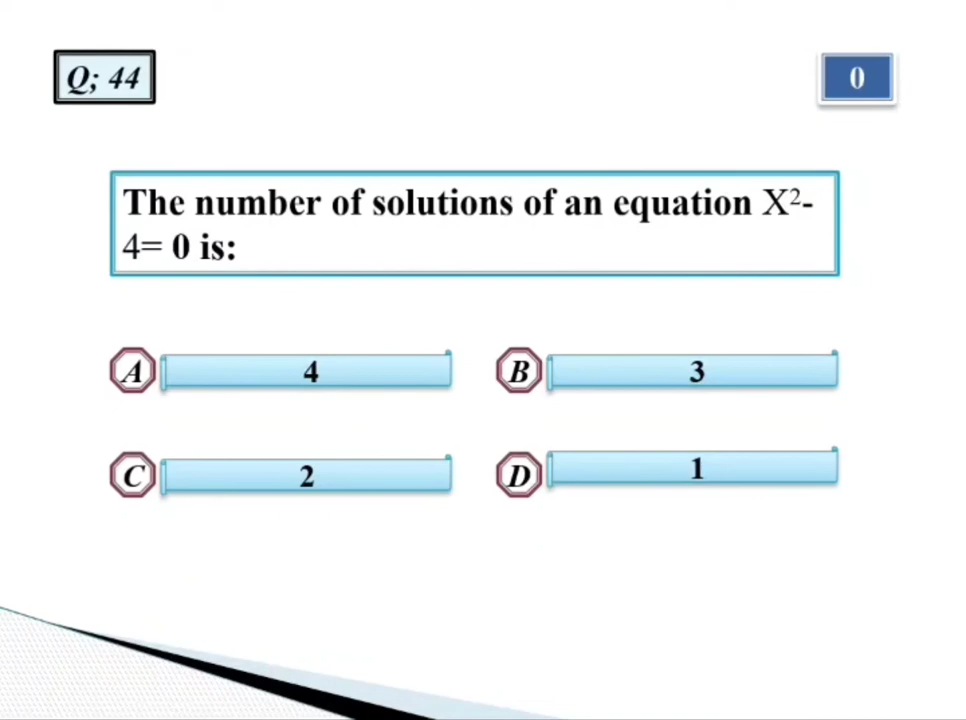 Q; 44
0
The number of solutions of an equation X²-
4= 0 is:
A 4
B 3
C 2
D 1